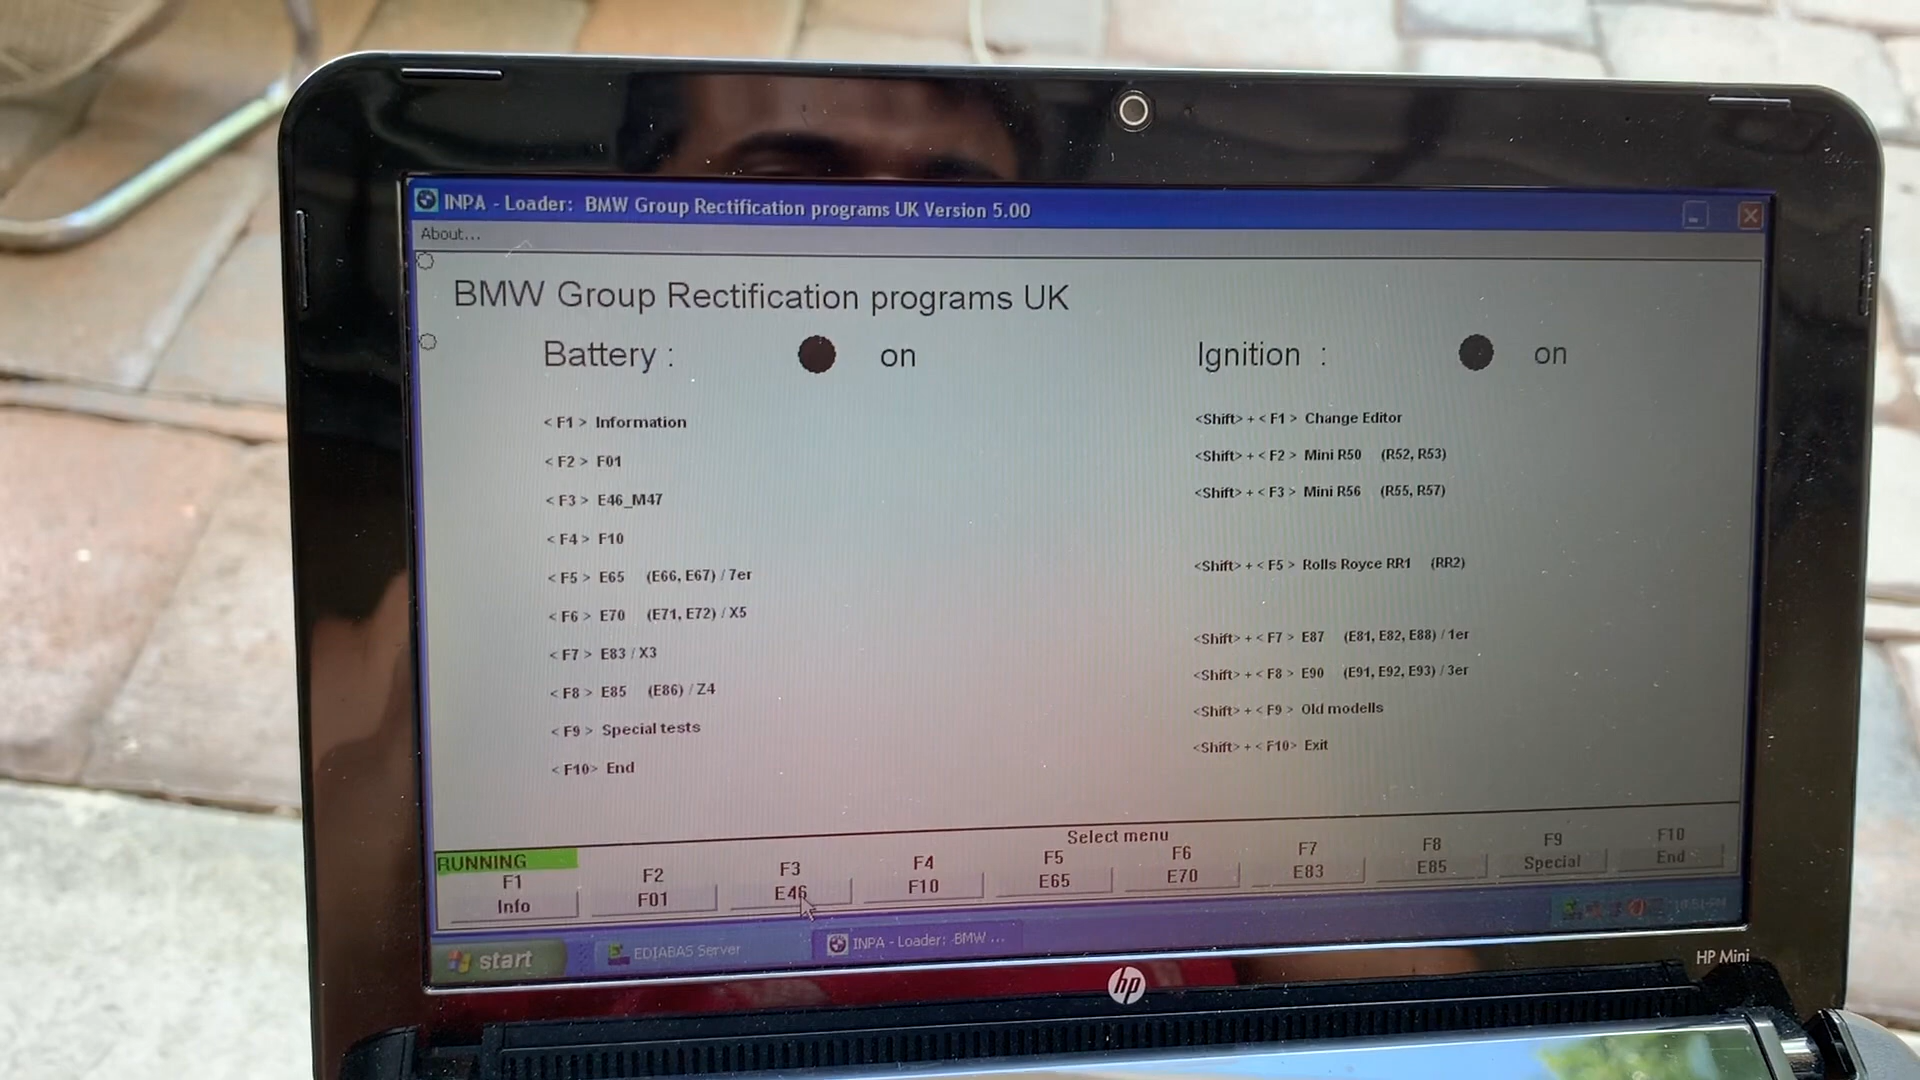 INPA - Loader: BMW Group Rectification programs UK Version 5.00
About...
BMW Group Rectification programs UK
Battery : on
Ignition : on
< F1 > Information
< F2 > F01
< F3 > E46_M47
< F4 > F10
< F5 > E65 (E66, E67) / 7er
< F6 > E70 (E71, E72) / X5
< F7 > E83 / X3
< F8 > E85 (E86) / Z4
< F9 > Special tests
< F10> End
<Shift> + < F1 > Change Editor
<Shift> + < F2 > Mini R50 (R52, R53)
<Shift> + < F3 > Mini R56 (R55, R57)
<Shift> + < F5 > Rolls Royce RR1 (RR2)
<Shift> + < F7 > E87 (E81, E82, E88) / 1er
<Shift> + < F8 > E90 (E91, E92, E93) / 3er
<Shift> + < F9 > Old modells
<Shift> + < F10> Exit
Select menu
RUNNING
F1 F2 F3 F4 F5 F6 F7 F8 F9 F10
Info F01 E46 F10 E65 E70 E83 E85 Special End
start EDIABAS Server INPA - Loader: BMW ...
HP Mini
hp